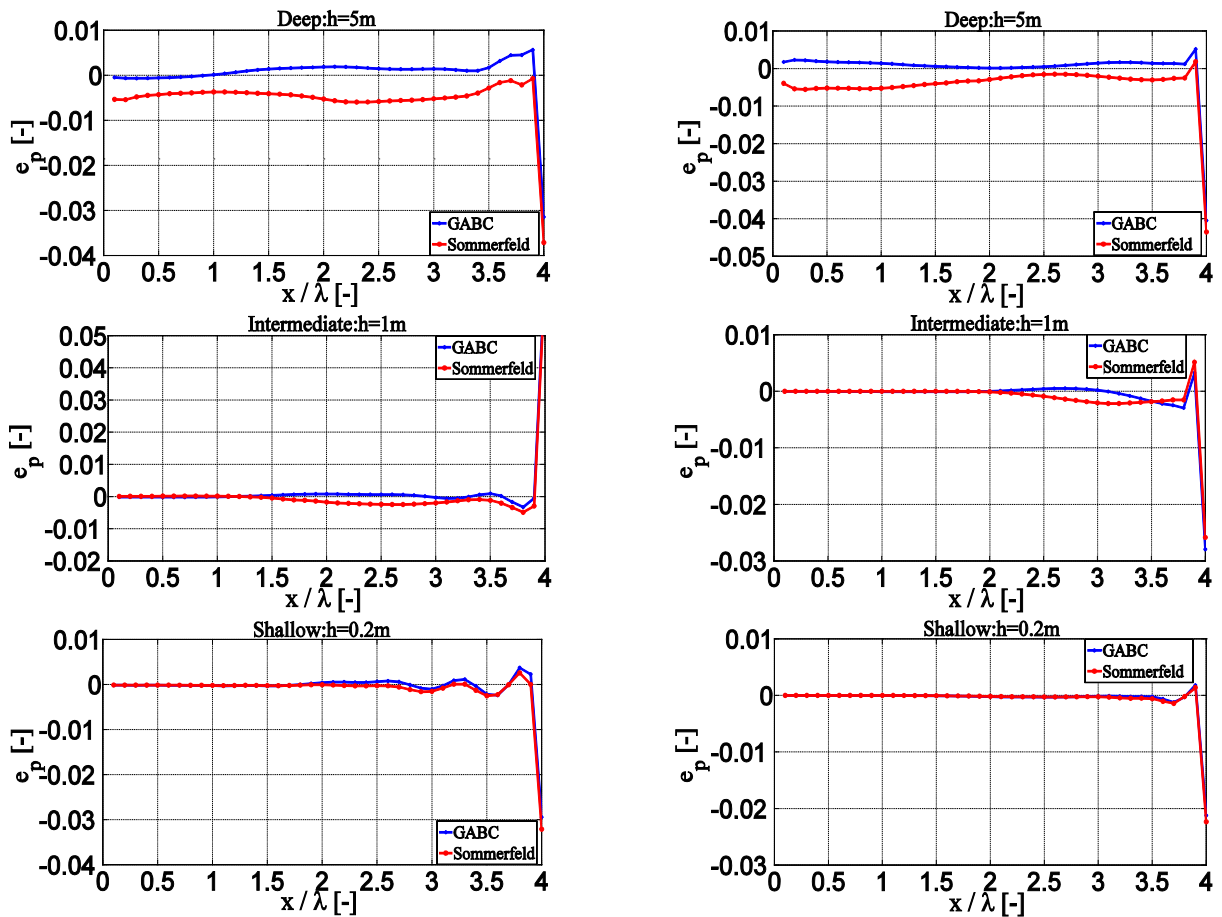 Deep:h=5m
0.01
0
-0.01
-0.02
-0.03
-0.04
e_p [-]
GABC
Sommerfeld
0 0.5 1 1.5 2 2.5 3 3.5 4
x / λ [-]
Deep:h=5m
0.01
0
-0.01
-0.02
-0.03
-0.04
-0.05
e_p [-]
GABC
Sommerfeld
0 0.5 1 1.5 2 2.5 3 3.5 4
x / λ [-]
Intermediate:h=1m
0.05
0.04
0.03
0.02
0.01
0
-0.01
-0.02
e_p [-]
GABC
Sommerfeld
0 0.5 1 1.5 2 2.5 3 3.5 4
x / λ [-]
Intermediate:h=1m
0.01
0
-0.01
-0.02
-0.03
e_p [-]
GABC
Sommerfeld
0 0.5 1 1.5 2 2.5 3 3.5 4
x / λ [-]
Shallow:h=0.2m
0.01
0
-0.01
-0.02
-0.03
-0.04
e_p [-]
GABC
Sommerfeld
0 0.5 1 1.5 2 2.5 3 3.5 4
x / λ [-]
Shallow:h=0.2m
0.01
0
-0.01
-0.02
-0.03
e_p [-]
GABC
Sommerfeld
0 0.5 1 1.5 2 2.5 3 3.5 4
x / λ [-]